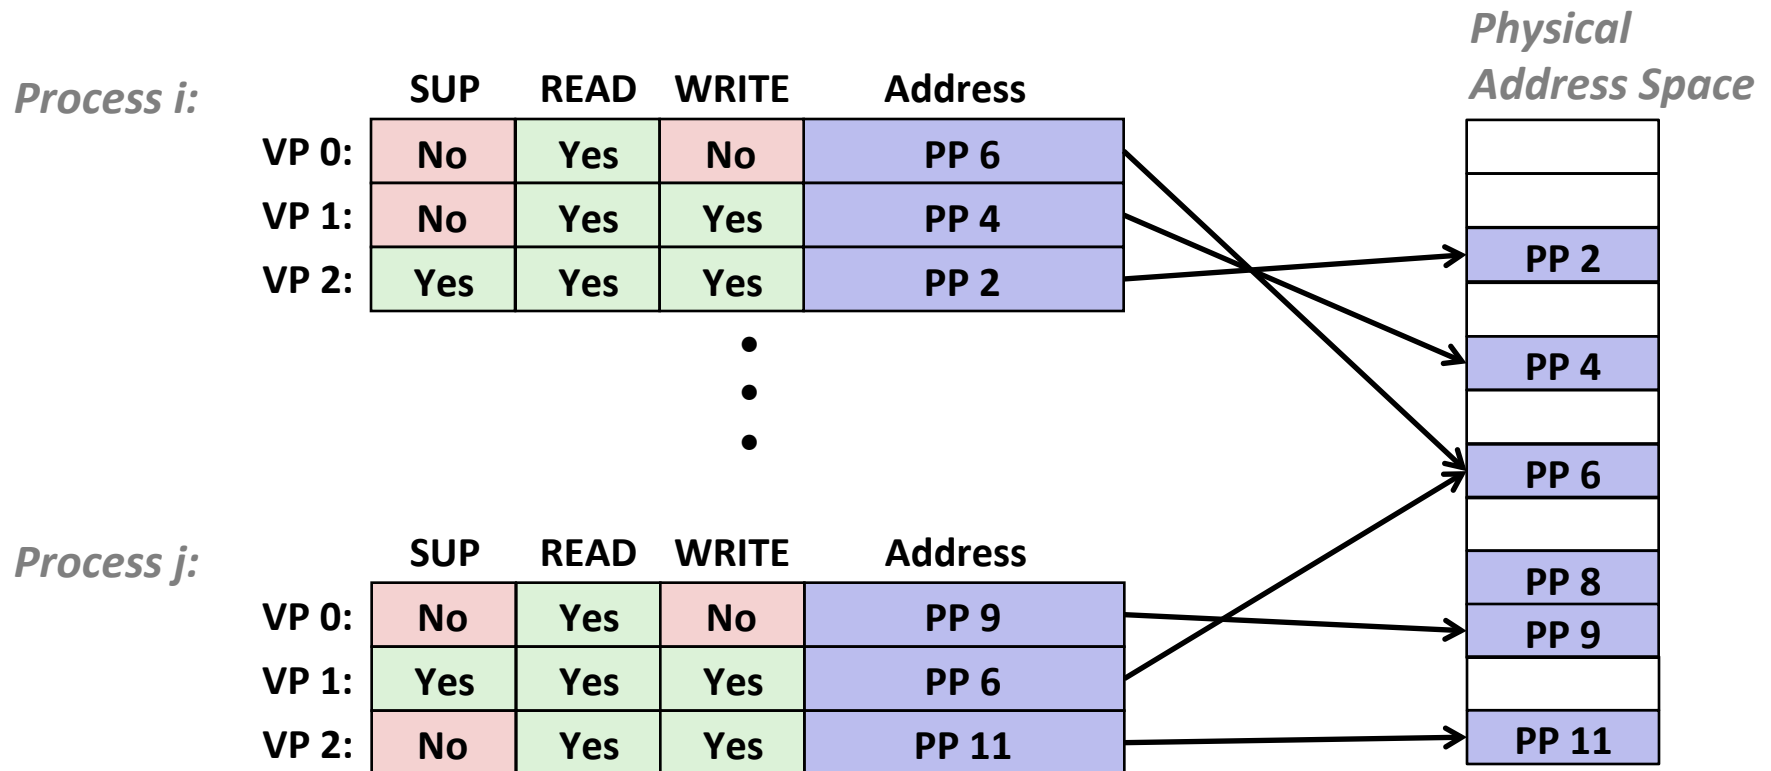 Physical
Address Space
Process i:
SUP READ WRITE Address
VP 0: No Yes No PP 6
VP 1: No Yes Yes PP 4
VP 2: Yes Yes Yes PP 2
PP 2
PP 4
PP 6
PP 8
PP 9
PP 11
Process j:
SUP READ WRITE Address
VP 0: No Yes No PP 9
VP 1: Yes Yes Yes PP 6
VP 2: No Yes Yes PP 11